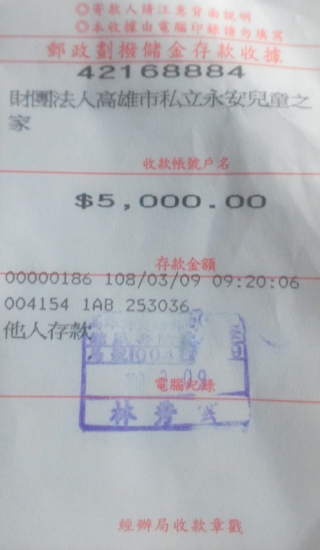 ◎寄款人請注意背面說明
◎本收據由電腦印錄請勿填寫
郵政劃撥儲金存款收據
42168884
財團法人高雄市私立永安兒童之
家
收款帳號戶名
$5,000.00
存款金額
00000186 108/03/09 09:20:06
004154 1AB 253036
他人存款
電腦紀錄
林芳
經辦局收款章戳